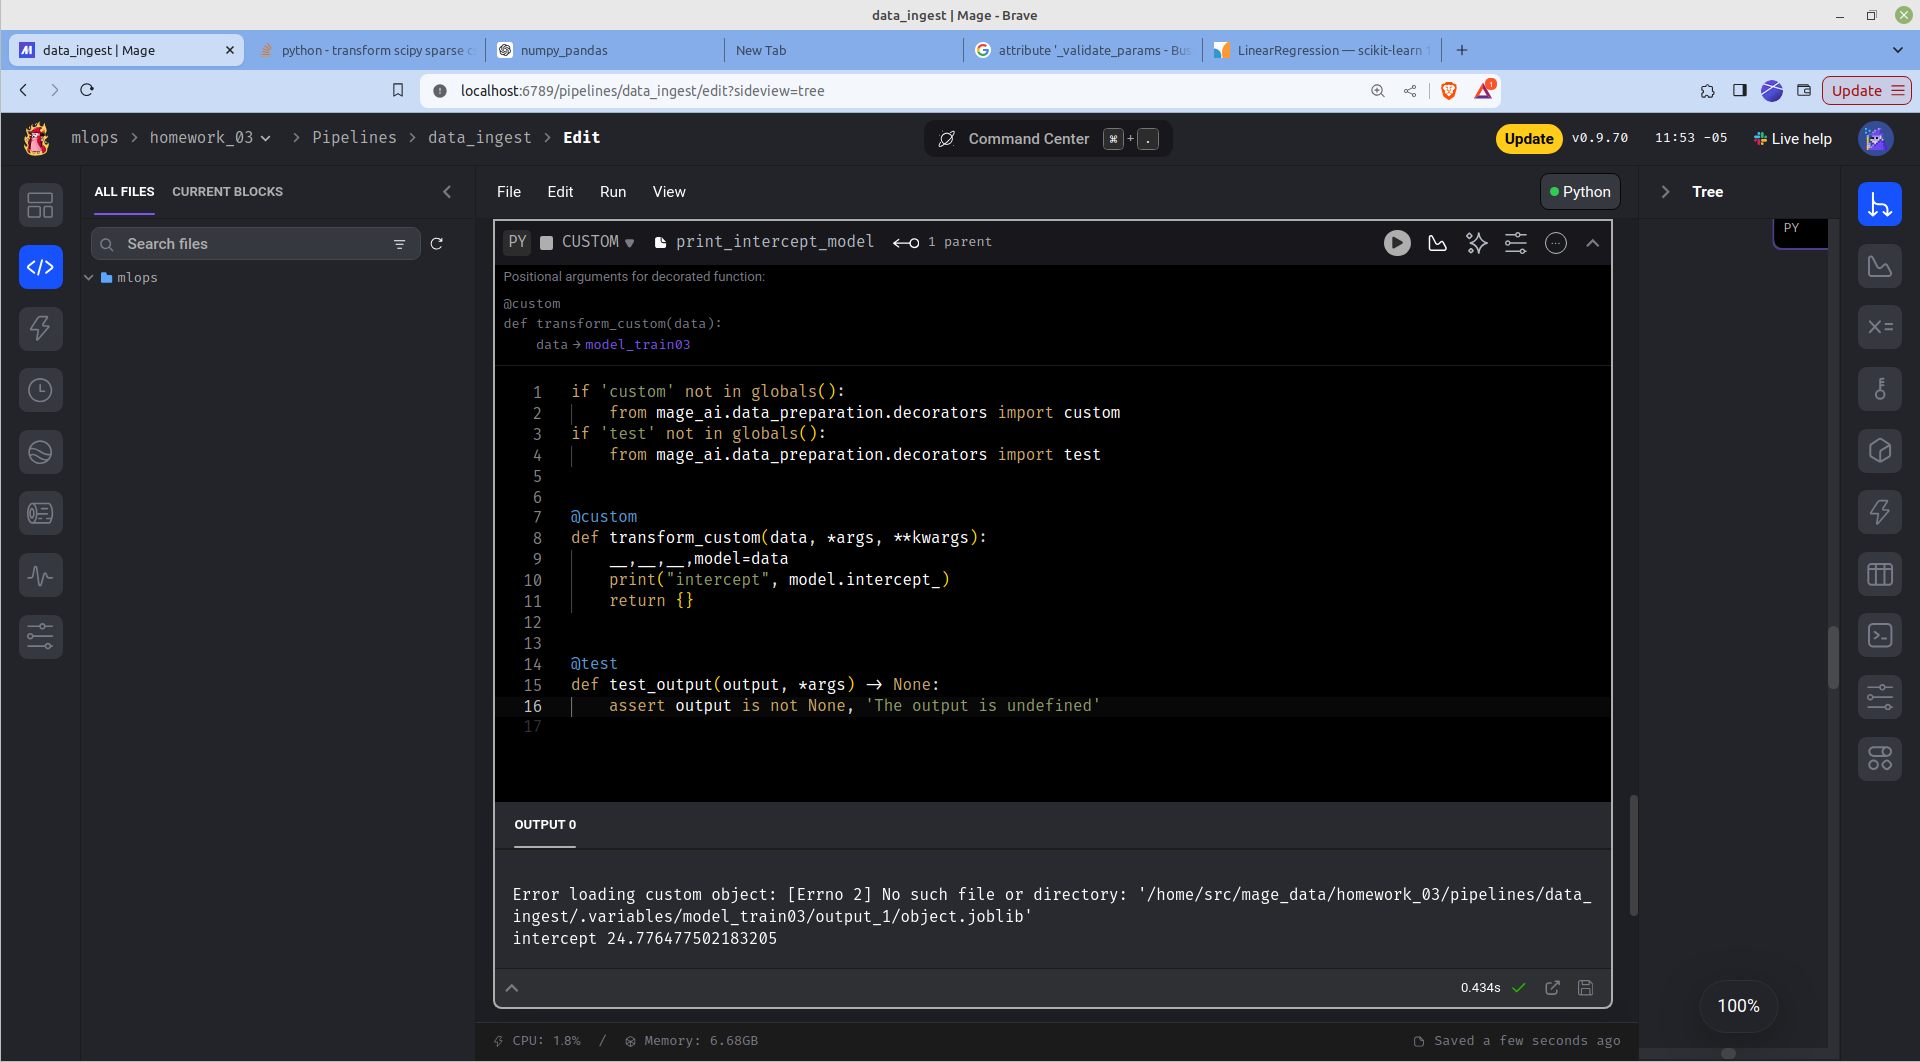 data_ingest | Mage - Brave
data_ingest | Mage
python - transform scipy sparse c
numpy_pandas
New Tab
attribute '_validate_params - Bus
LinearRegression — scikit-learn 1
localhost:6789/pipelines/data_ingest/edit?sideview=tree
1
Update
mlops > homework_03 > Pipelines > data_ingest > Edit
Command Center ⌘ + .
Update v0.9.70 11:53 -05 Live help
ALL FILES CURRENT BLOCKS
File Edit Run View
Python
Tree
Search files
mlops
PY CUSTOM print_intercept_model 1 parent
PY
Positional arguments for decorated function:
@custom
def transform_custom(data):
data → model_train03
1 if 'custom' not in globals():
2 from mage_ai.data_preparation.decorators import custom
3 if 'test' not in globals():
4 from mage_ai.data_preparation.decorators import test
5
6
7 @custom
8 def transform_custom(data, *args, **kwargs):
9 __,__,__,model=data
10 print("intercept", model.intercept_)
11 return {}
12
13
14 @test
15 def test_output(output, *args) -> None:
16 assert output is not None, 'The output is undefined'
17
OUTPUT 0
Error loading custom object: [Errno 2] No such file or directory: '/home/src/mage_data/homework_03/pipelines/data_
ingest/.variables/model_train03/output_1/object.joblib'
intercept 24.776477502183205
0.434s
100%
CPU: 1.8% / Memory: 6.68GB
Saved a few seconds ago